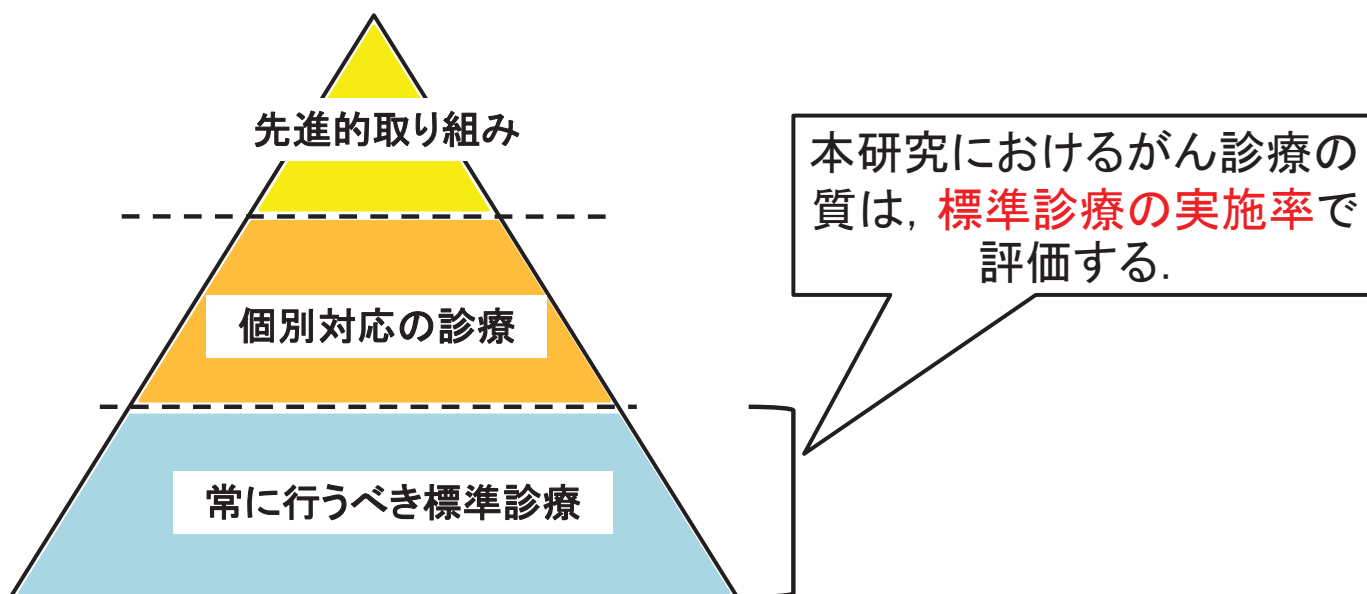 先進的取り組み
個別対応の診療
常に行うべき標準診療
本研究におけるがん診療の
質は，標準診療の実施率で
評価する．